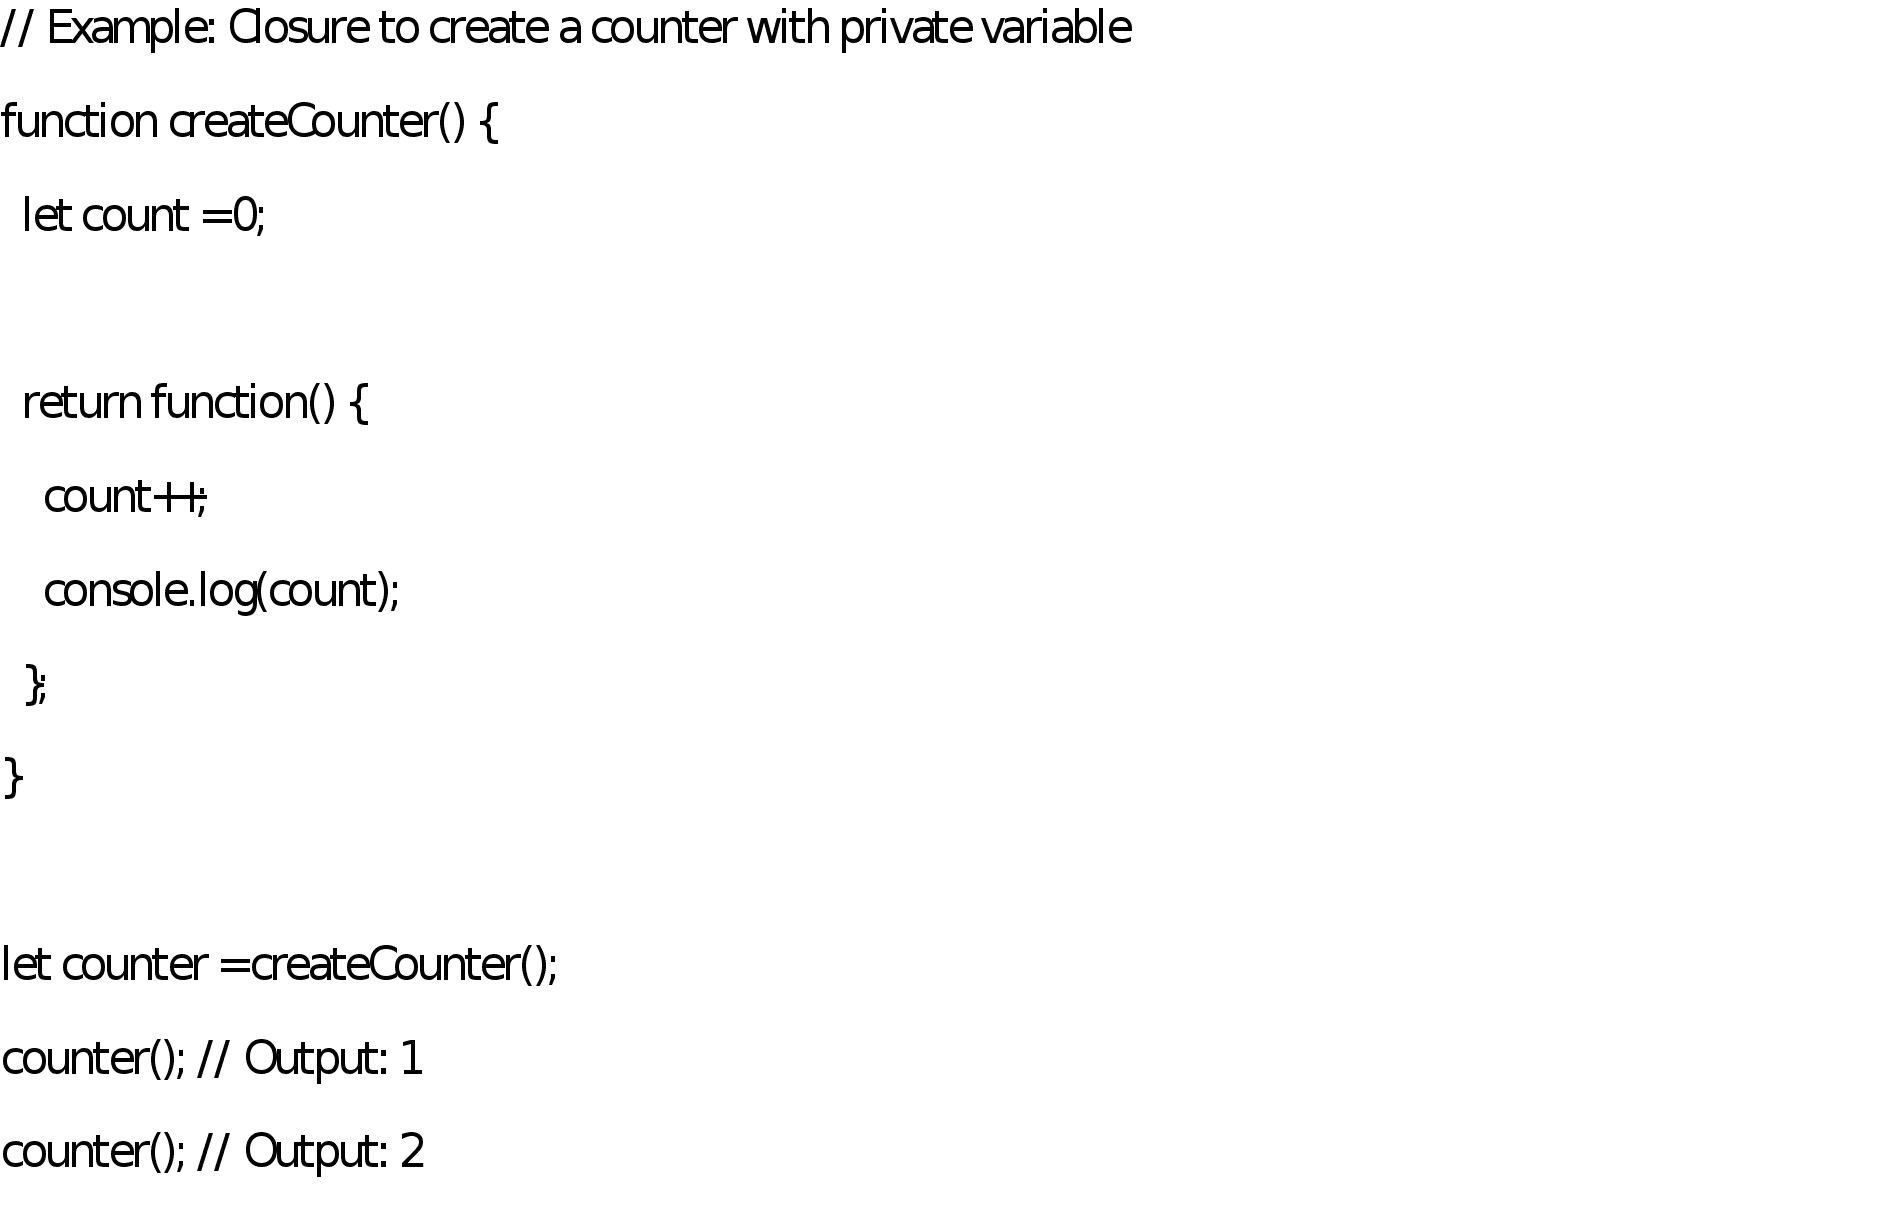 // Example: Closure to create a counter with private variable
function createCounter() {
  let count = 0;

  return function() {
    count++;
    console.log(count);
  };
}

let counter = createCounter();
counter(); // Output: 1
counter(); // Output: 2